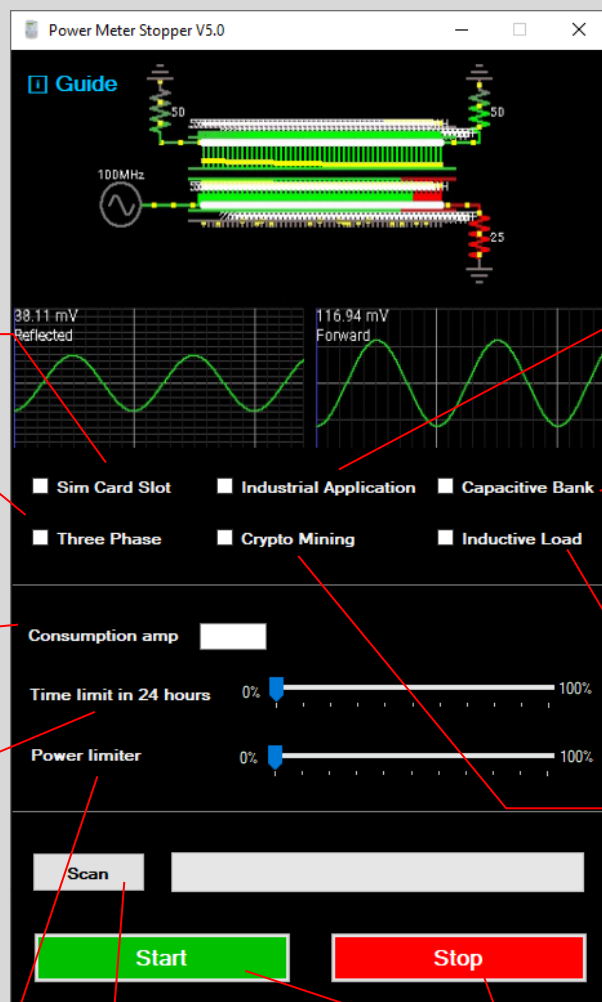 Power Meter Stopper V5.0
i Guide
50
50
100MHz
25
38.11 mV
Reflected
116.94 mV
Forward
Sim Card Slot
Industrial Application
Capacitive Bank
Three Phase
Crypto Mining
Inductive Load
Consumption amp
Time limit in 24 hours
0%
100%
Power limiter
0%
100%
Scan
Start
Stop